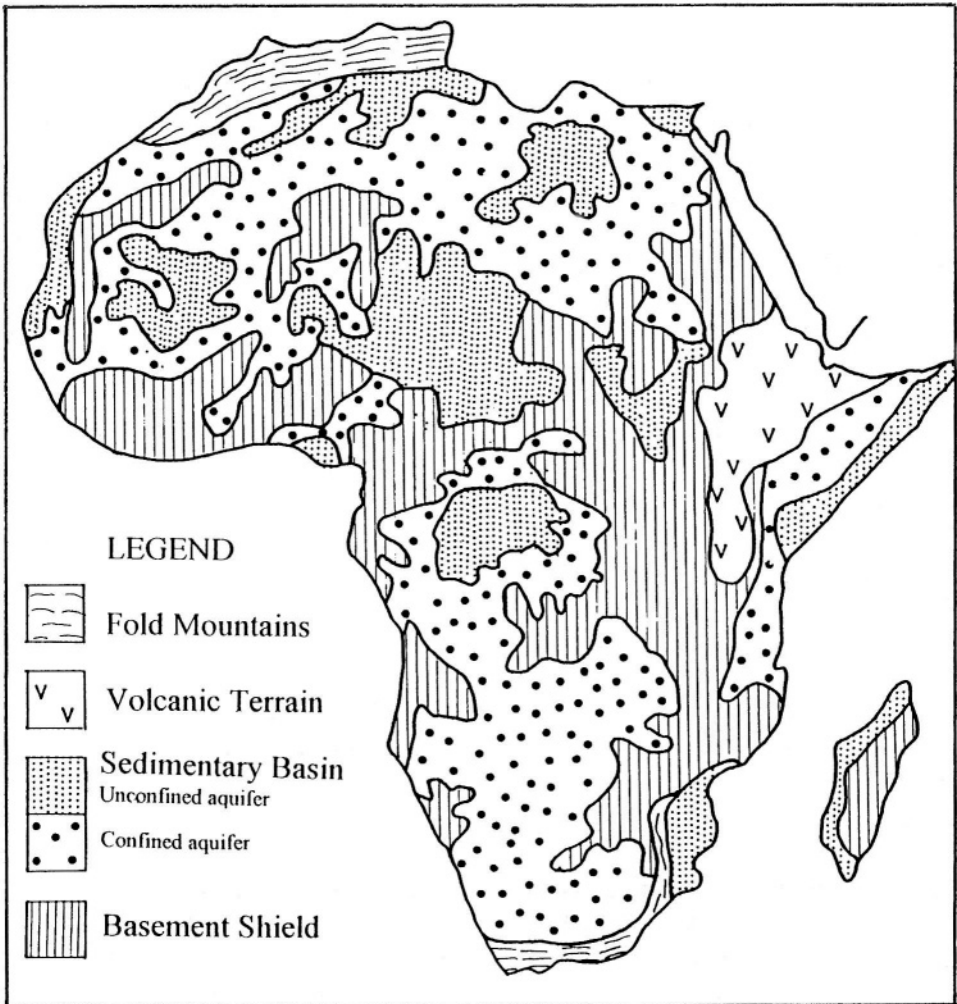 LEGEND
Fold Mountains
Volcanic Terrain
Sedimentary Basin
Unconfined aquifer
Confined aquifer
Basement Shield